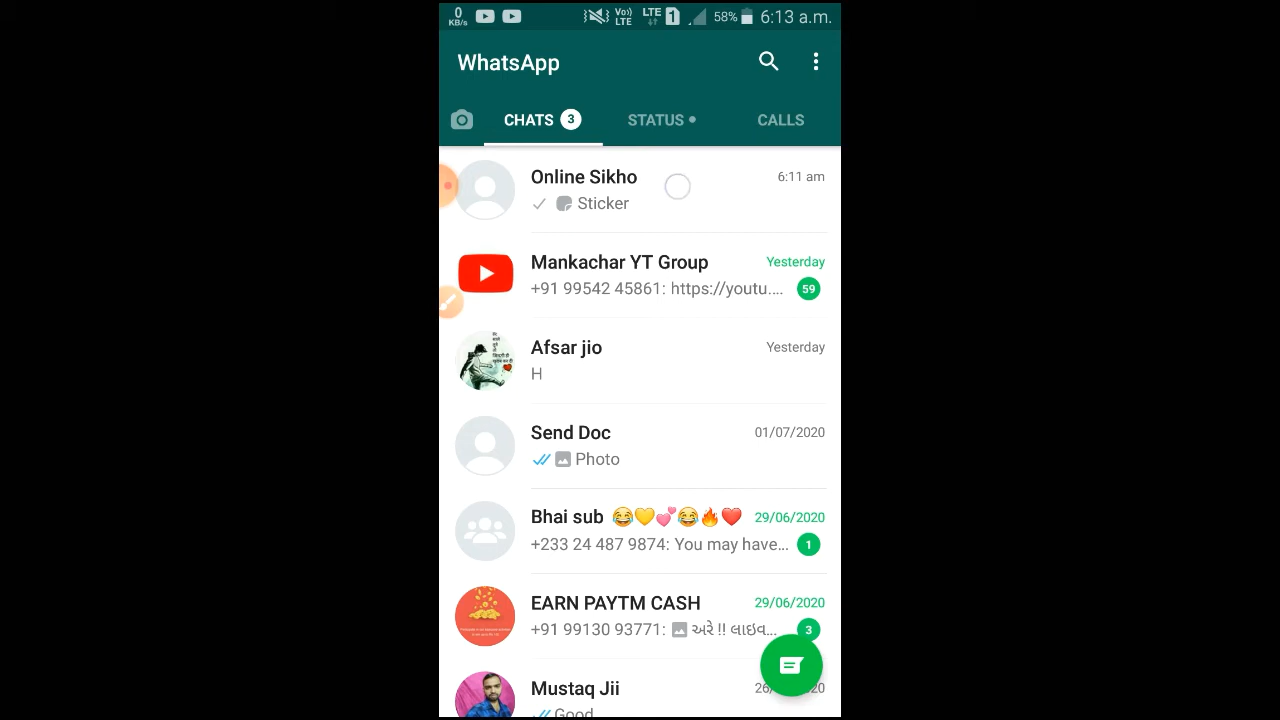 0
KB/s
Vo))
LTE
LTE
1
58%
6:13 a.m.
WhatsApp
CHATS 3
STATUS
CALLS
Online Sikho
6:11 am
Sticker
Mankachar YT Group
Yesterday
+91 99542 45861: https://youtu....
59
Afsar jio
Yesterday
H
Send Doc
01/07/2020
Photo
Bhai sub 😂💛💕😂🔥❤️
29/06/2020
+233 24 487 9874: You may have...
1
EARN PAYTM CASH
29/06/2020
+91 99130 93771: અરે !! લાઇવ...
3
Mustaq Jii
Good